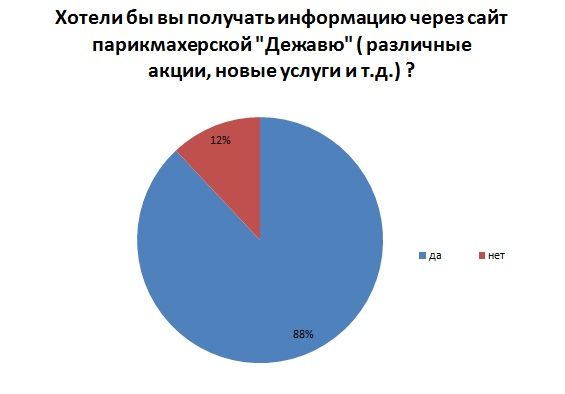 Хотели бы вы получать информацию через сайт
парикмахерской "Дежавю" ( различные
акции, новые услуги и т.д.) ?
12%
да нет
88%